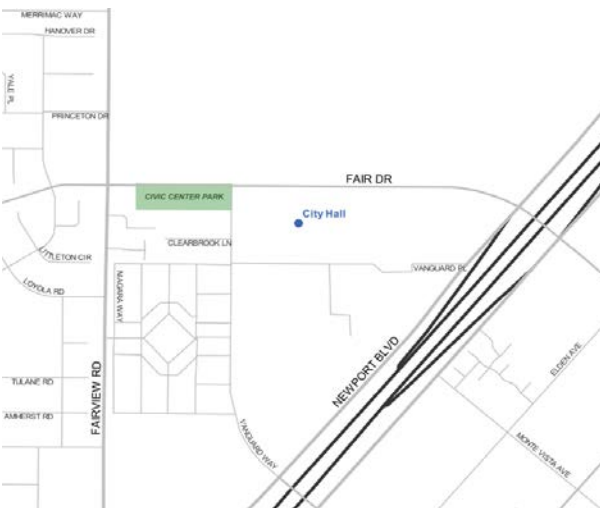 MERRIMAC WAY
HANOVER DR
YALE PL
PRINCETON DR
FAIR DR
CIVIC CENTER PARK
City Hall
CLEARBROOK LN
LITTLETON CIR
VANGUARD PL
LOYOLA RD
NIAGARA WAY
NEWPORT BLVD
FAIRVIEW RD
ELDEN AVE
TULANE RD
AMHERST RD
VANGUARD WAY
MONTE VISTA AVE